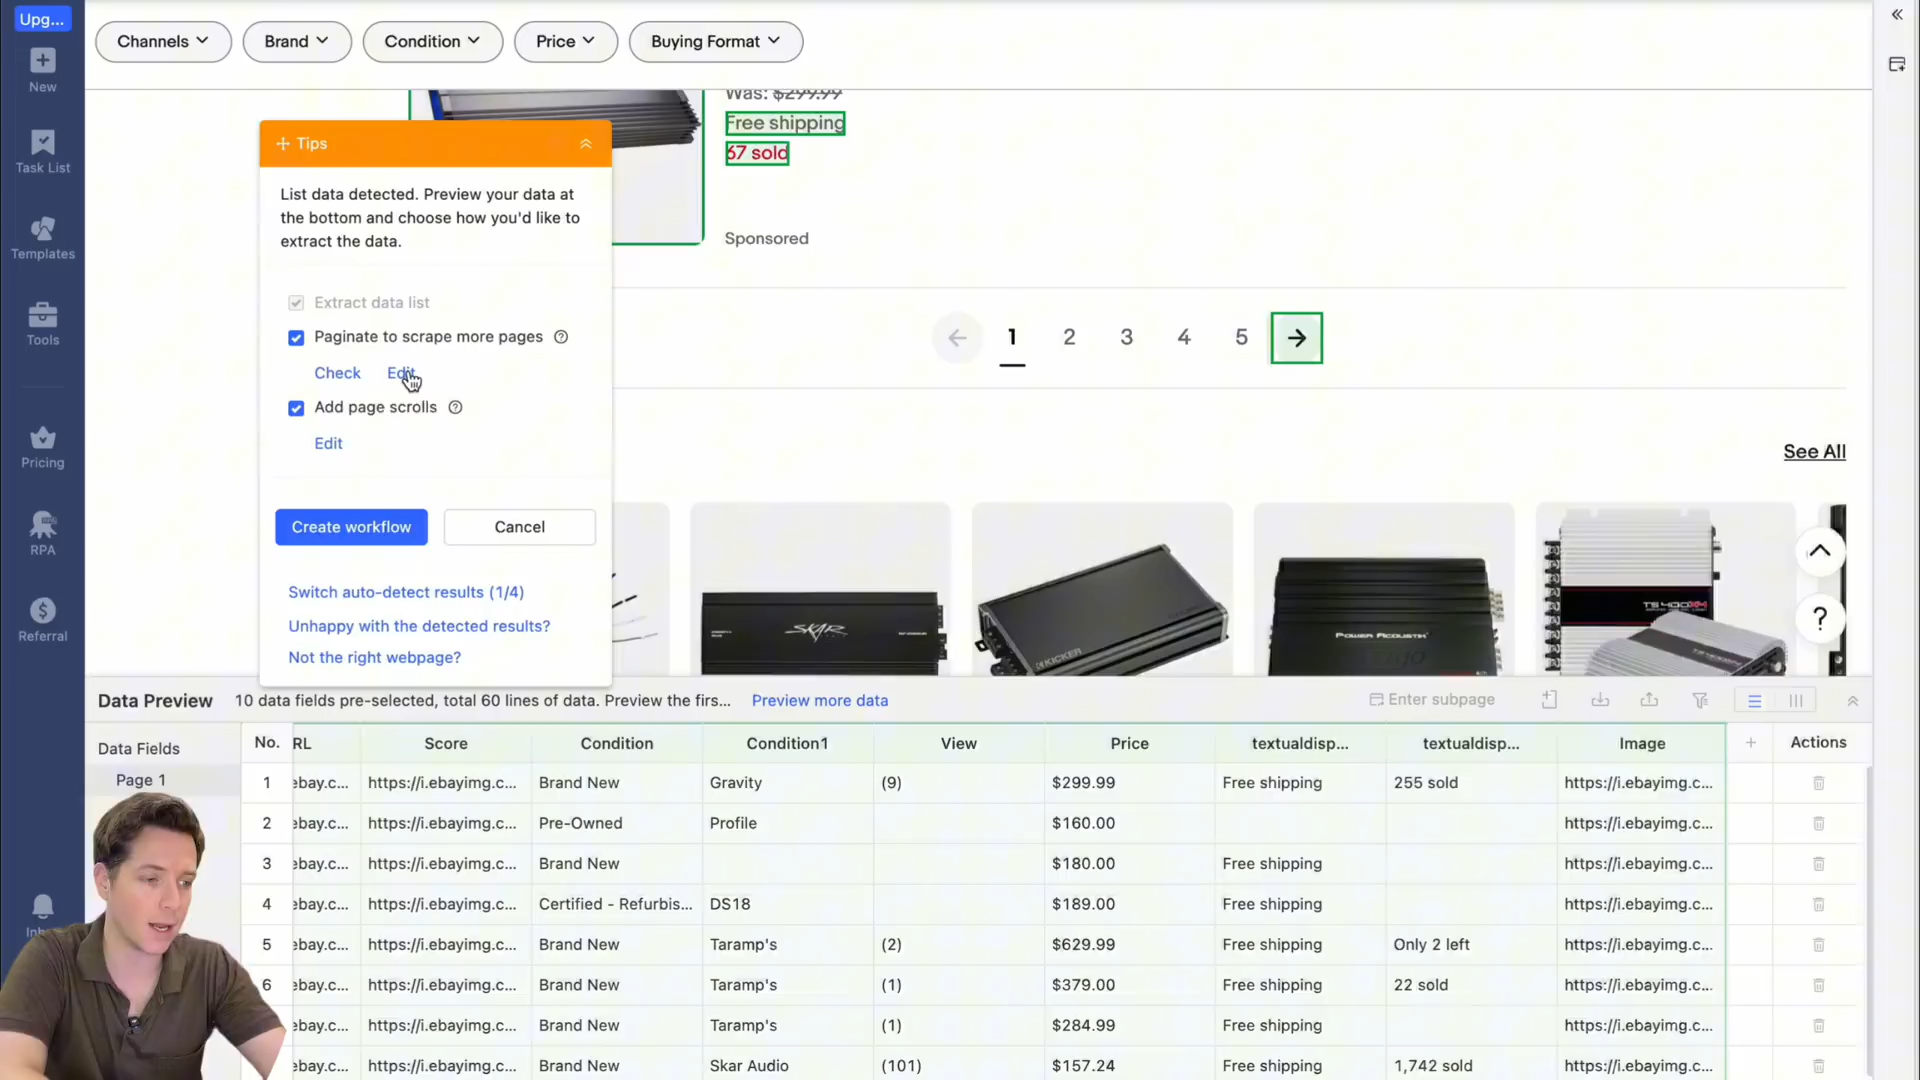 Upg...
New
Task List
Templates
Tools
Pricing
RPA
Referral
Channels
Brand
Condition
Price
Buying Format
Was: $299.99
Free shipping
67 sold
Sponsored
Tips
List data detected. Preview your data at
the bottom and choose how you'd like to
extract the data.
Extract data list
Paginate to scrape more pages
Check Edit
Add page scrolls
Edit
Create workflow Cancel
Switch auto-detect results (1/4)
Unhappy with the detected results?
Not the right webpage?
1 2 3 4 5
See All
SKAR
KICKER
POWER ACOUSTIK
TS400X4
?
Data Preview 10 data fields pre-selected, total 60 lines of data. Preview the firs... Preview more data Enter subpage
Data Fields
Page 1
No. RL Score Condition Condition1 View Price textualdisp... textualdisp... Image + Actions
1 ebay.c... https://i.ebayimg.c... Brand New Gravity (9) $299.99 Free shipping 255 sold https://i.ebayimg.c...
2 ebay.c... https://i.ebayimg.c... Pre-Owned Profile $160.00 https://i.ebayimg.c...
3 ebay.c... https://i.ebayimg.c... Brand New $180.00 Free shipping https://i.ebayimg.c...
4 ebay.c... https://i.ebayimg.c... Certified - Refurbis... DS18 $189.00 Free shipping https://i.ebayimg.c...
5 ebay.c... https://i.ebayimg.c... Brand New Taramp's (2) $629.99 Free shipping Only 2 left https://i.ebayimg.c...
6 ebay.c... https://i.ebayimg.c... Brand New Taramp's (1) $379.00 Free shipping 22 sold https://i.ebayimg.c...
ebay.c... https://i.ebayimg.c... Brand New Taramp's (1) $284.99 Free shipping https://i.ebayimg.c...
ebay.c... https://i.ebayimg.c... Brand New Skar Audio (101) $157.24 Free shipping 1,742 sold https://i.ebayimg.c...